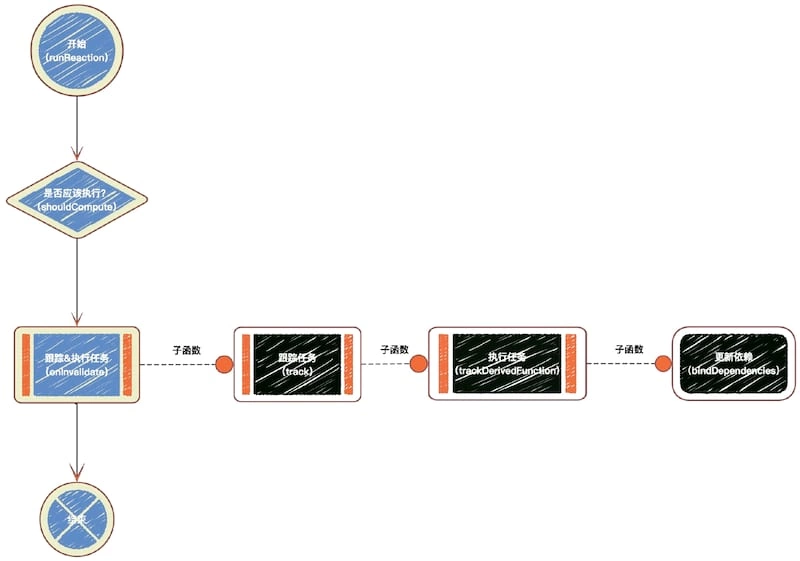 开始
（runReaction）
是否应该执行？
（shouldCompute）
跟踪&执行任务
（onInvalidate）
子函数
跟踪任务
（track）
子函数
执行任务
（trackDerivedFunction）
子函数
更新依赖
（bindDependencies）
结束